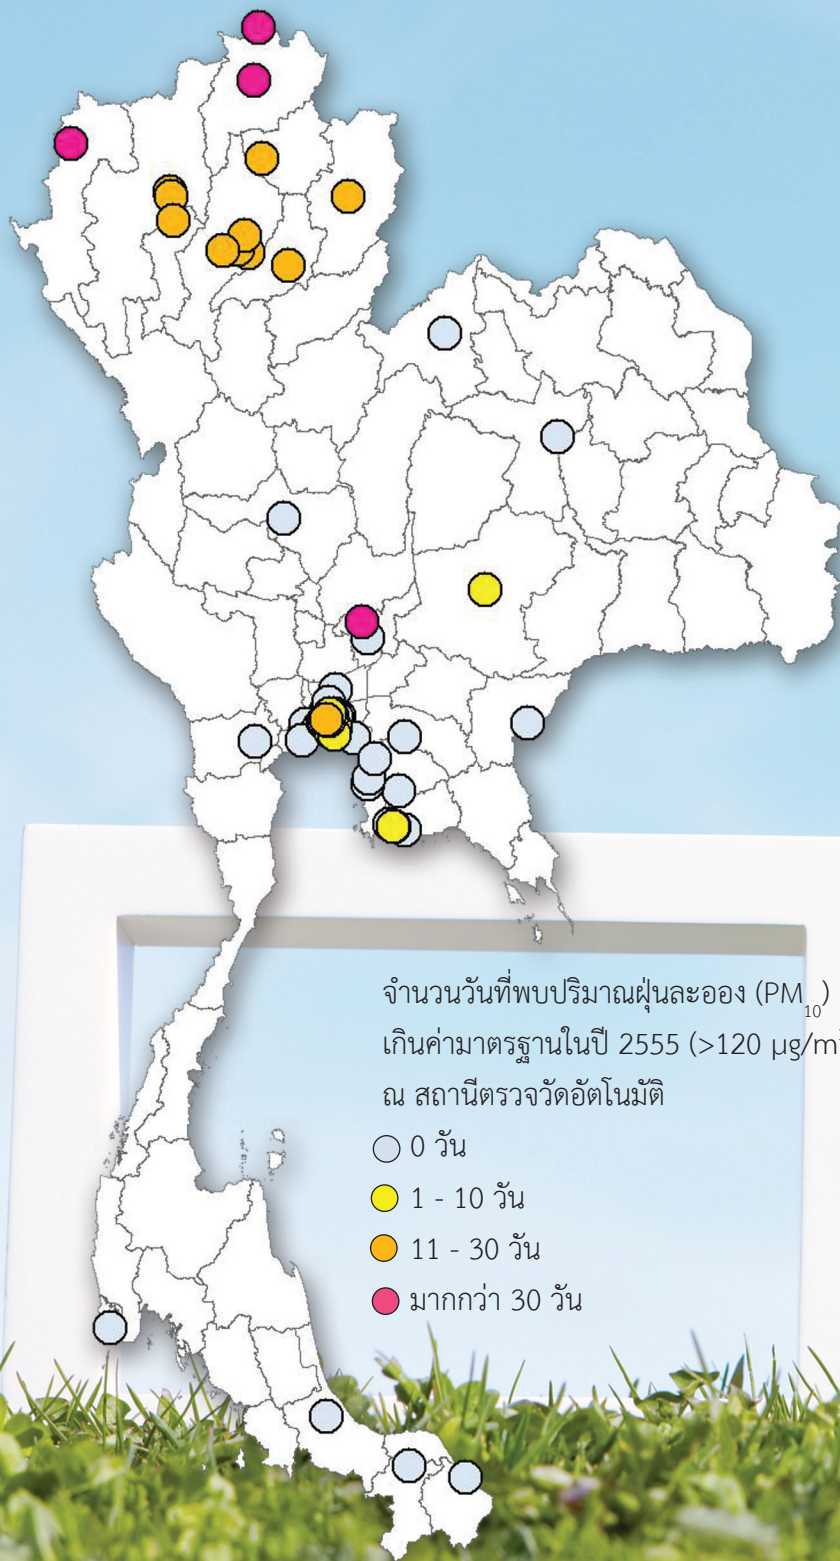 จำนวนวันที่พบปริมาณฝุ่นละออง (PM₁₀)
เกินค่ามาตรฐานในปี 2555 (>120 µg/m
ณ สถานีตรวจวัดอัตโนมัติ
0 วัน
1 - 10 วัน
11 - 30 วัน
มากกว่า 30 วัน